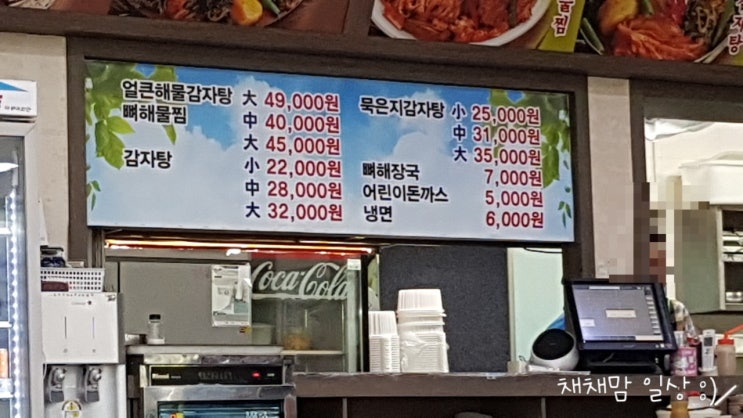 얼큰해물감자탕 大 49,000원
뼈해물찜 中 40,000원
大 45,000원
감자탕 小 22,000원
中 28,000원
大 32,000원
묵은지감자탕 小 25,000원
中 31,000원
大 35,000원
뼈해장국 7,000원
어린이돈까스 5,000원
냉면 6,000원
Coca-Cola
채채맘 일상 :)